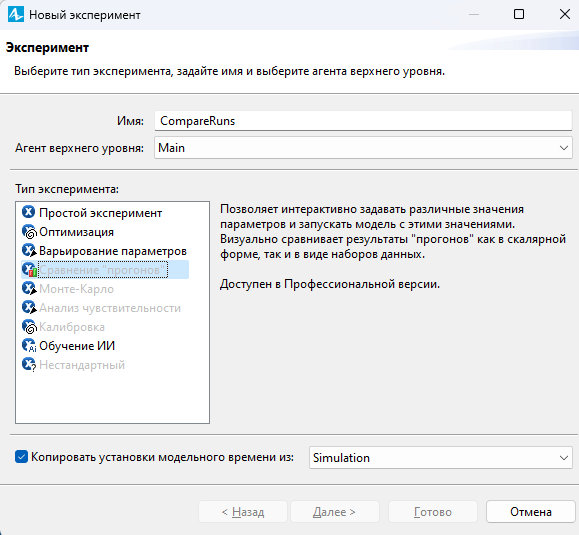 Новый эксперимент
Эксперимент
Выберите тип эксперимента, задайте имя и выберите агента верхнего уровня.
Имя: CompareRuns
Агент верхнего уровня: Main
Тип эксперимента:
Простой эксперимент
Оптимизация
Варьирование параметров
Сравнение "прогонов"
Монте-Карло
Анализ чувствительности
Калибровка
Обучение ИИ
Нестандартный
Позволяет интерактивно задавать различные значения
параметров и запускать модель с этими значениями.
Визуально сравнивает результаты "прогонов" как в скалярной
форме, так и в виде наборов данных.
Доступен в Профессиональной версии.
Копировать установки модельного времени из: Simulation
< Назад
Далее >
Готово
Отмена